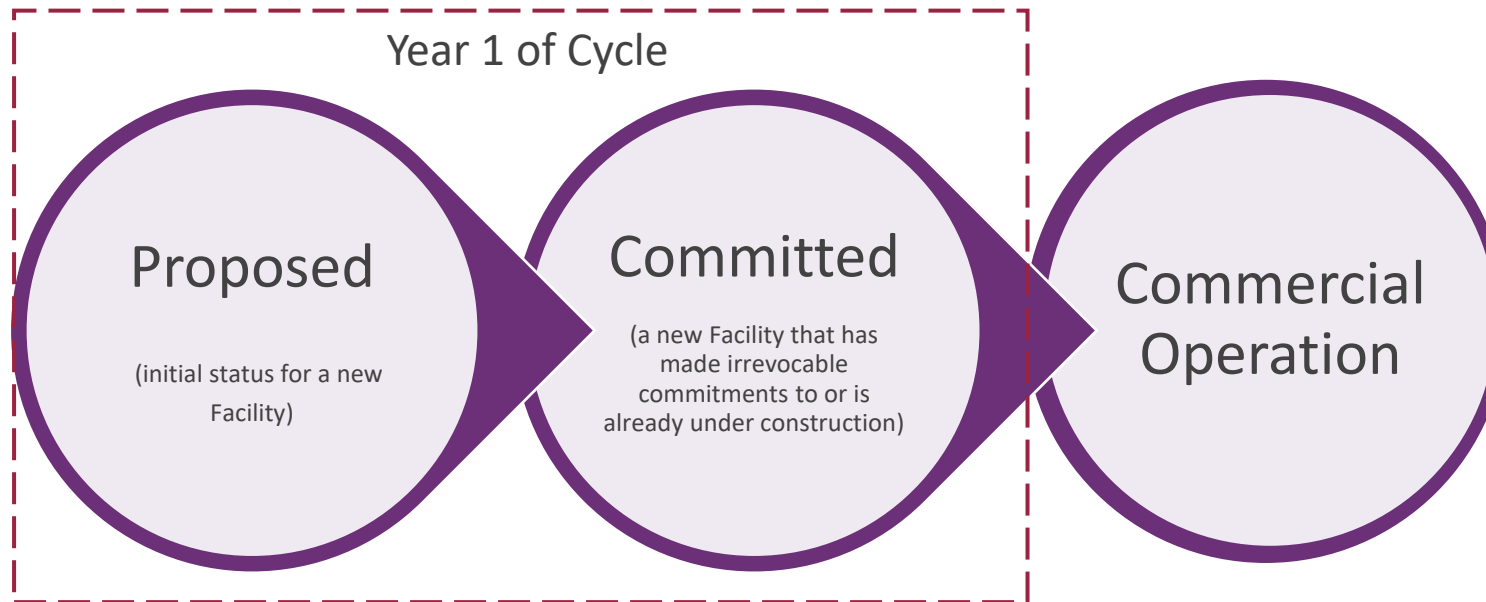 Year 1 of Cycle
Proposed
(initial status for a new
Facility)
Committed
(a new Facility that has
made irrevocable
commitments to or is
already under construction)
Commercial
Operation